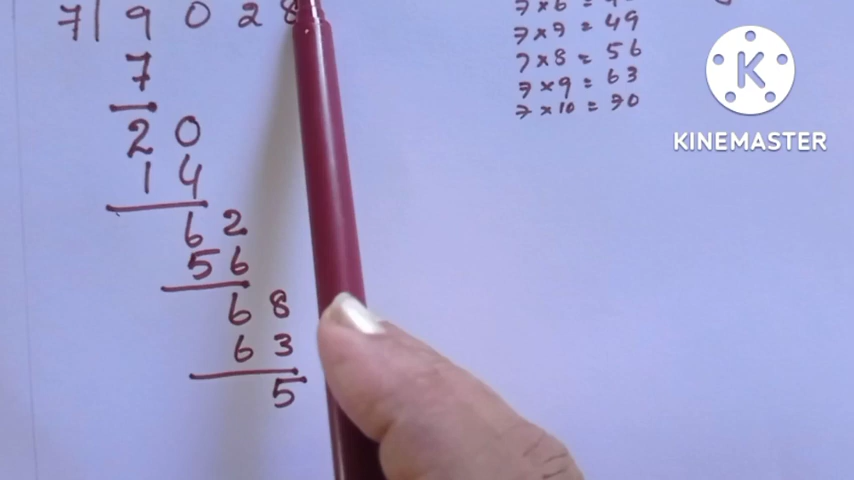 7 9 0 2 8
7
2 0
1 4
6 2
5 6
6 8
6 3
5
7 × 7 = 49
7 × 8 = 56
7 × 9 = 63
7 × 10 = 70
K
KINEMASTER